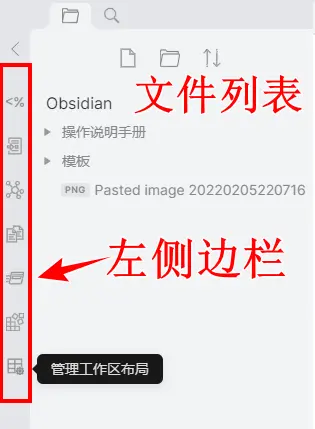 <%
文件列表
Obsidian
操作说明手册
模板
PNG Pasted image 20220205220716
左侧边栏
管理工作区布局